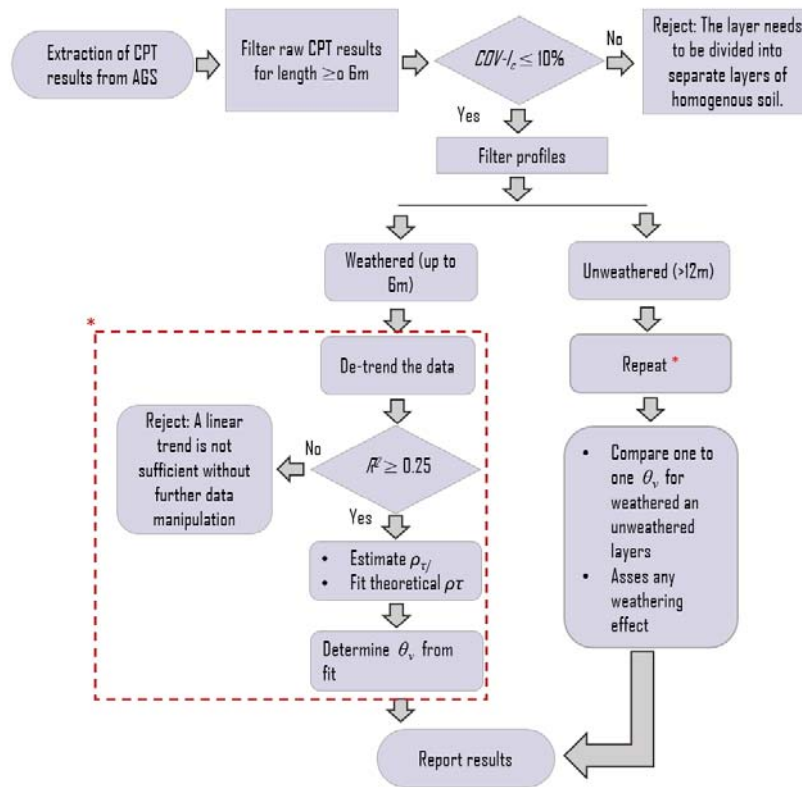 Extraction of CPT
results from AGS
Filter raw CPT results
for length ≥o 6m
COV-I_c ≤ 10%
No
Reject: The layer needs
to be divided into
separate layers of
homogenous soil.
Yes
Filter profiles
Weathered (up to
6m)
Unweathered (>12m)
*
De-trend the data
Repeat *
Reject: A linear
trend is not
sufficient without
further data
manipulation
No
R² ≥ 0.25
Yes
• Estimate ρ_τ/
• Fit theoretical ρτ
Determine θ_v from
fit
• Compare one to
one θ_v for
weathered an
unweathered
layers
• Asses any
weathering
effect
Report results